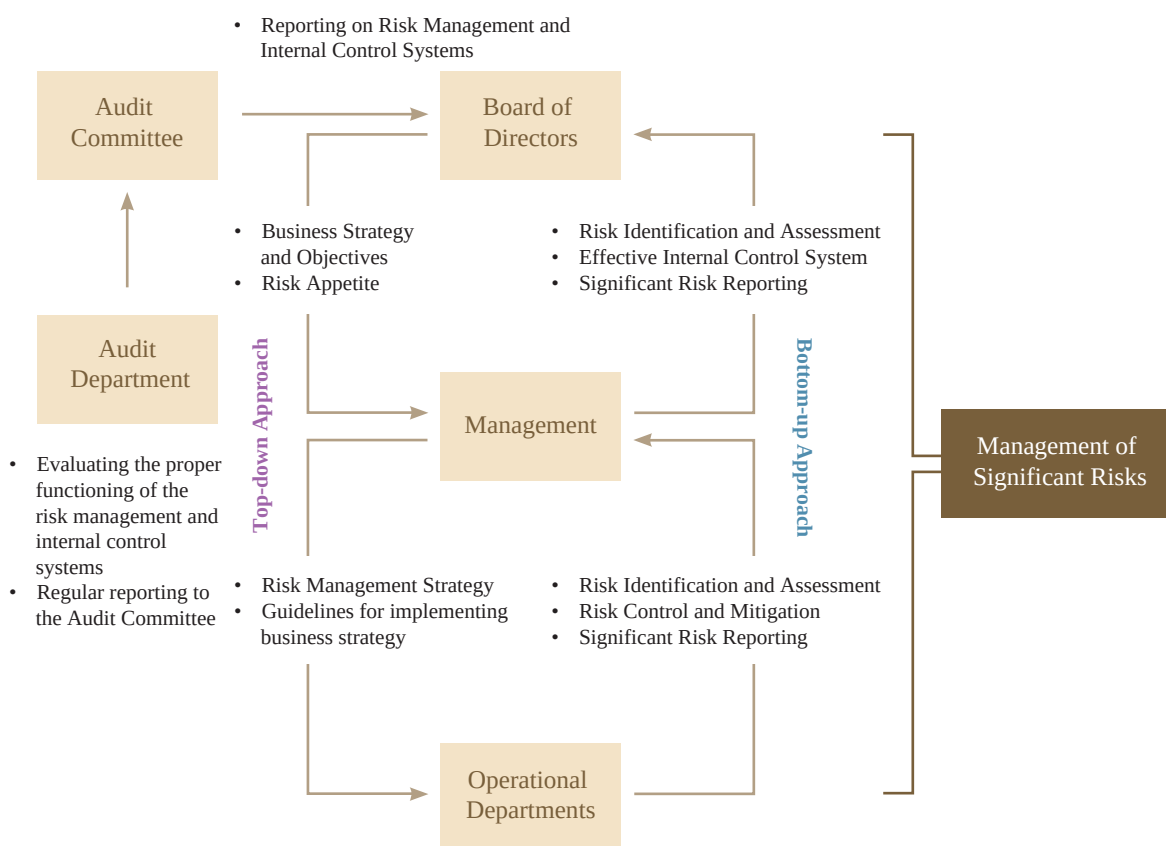 • Reporting on Risk Management and
Internal Control Systems
Audit
Committee
Board of
Directors
• Business Strategy
and Objectives
• Risk Appetite
• Risk Identification and Assessment
• Effective Internal Control System
• Significant Risk Reporting
Audit
Department
Top-down Approach
Bottom-up Approach
Management
Management of
Significant Risks
• Evaluating the proper
functioning of the
risk management and
internal control
systems
• Regular reporting to
the Audit Committee
• Risk Management Strategy
• Guidelines for implementing
business strategy
• Risk Identification and Assessment
• Risk Control and Mitigation
• Significant Risk Reporting
Operational
Departments